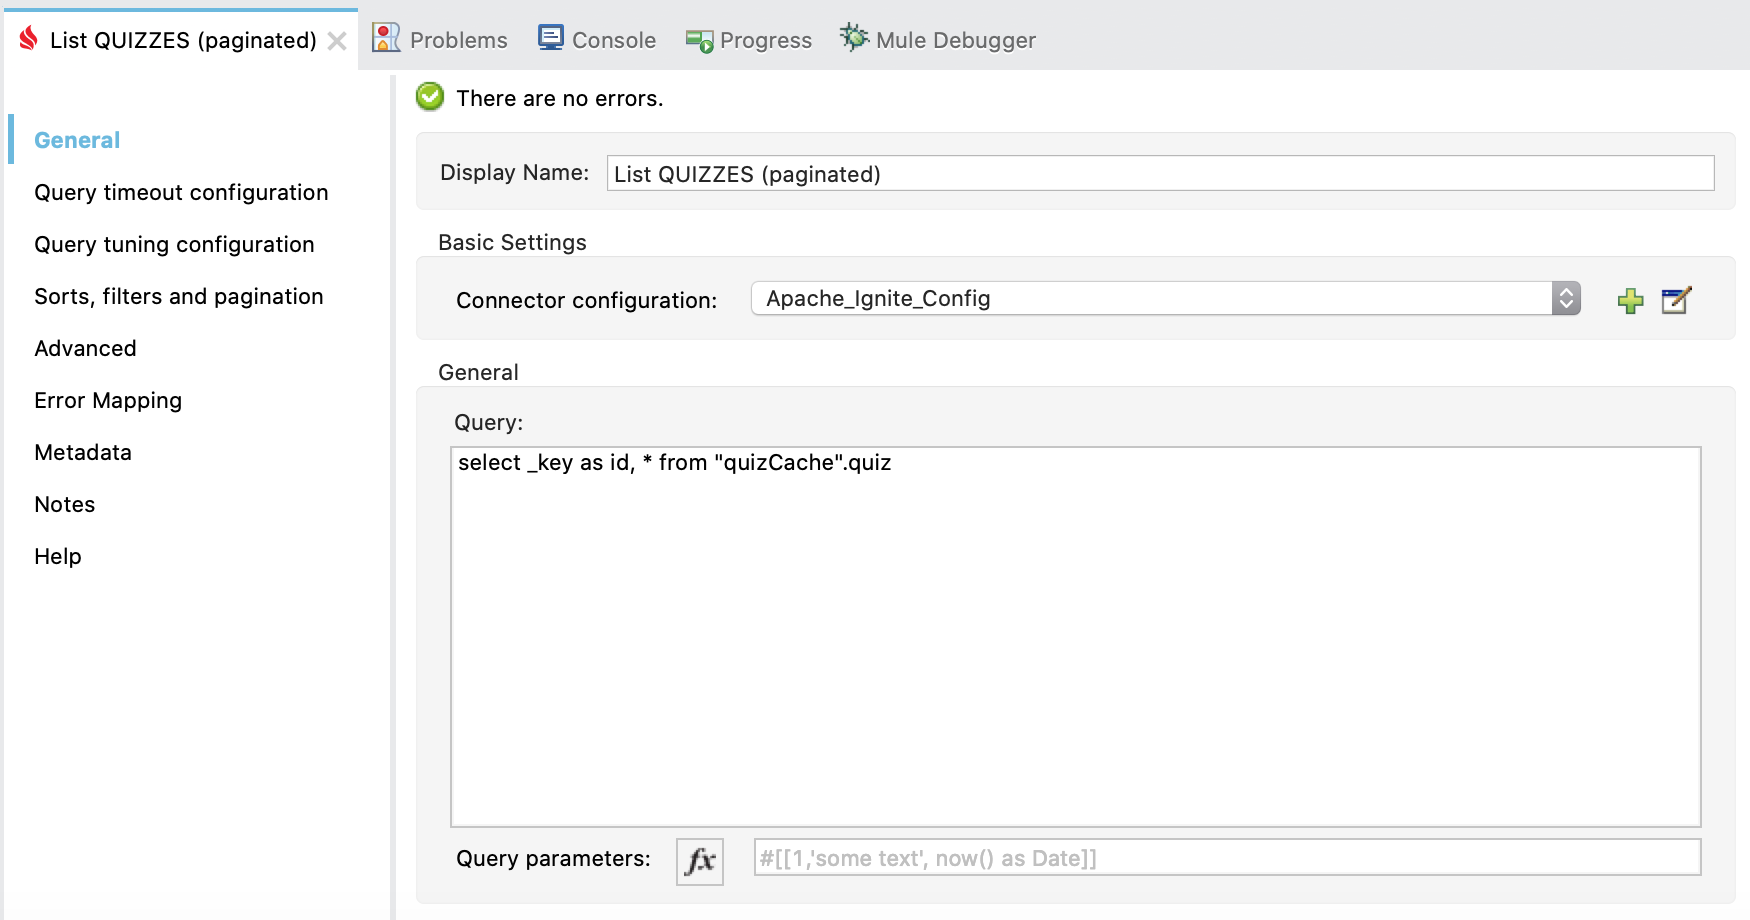 List QUIZZES (paginated)
Problems
Console
Progress
Mule Debugger
General
Query timeout configuration
Query tuning configuration
Sorts, filters and pagination
Advanced
Error Mapping
Metadata
Notes
Help
There are no errors.
Display Name: List QUIZZES (paginated)
Basic Settings
Connector configuration: Apache_Ignite_Config
General
Query:
select _key as id, * from "quizCache".quiz
Query parameters: fx #[[1,'some text', now() as Date]]